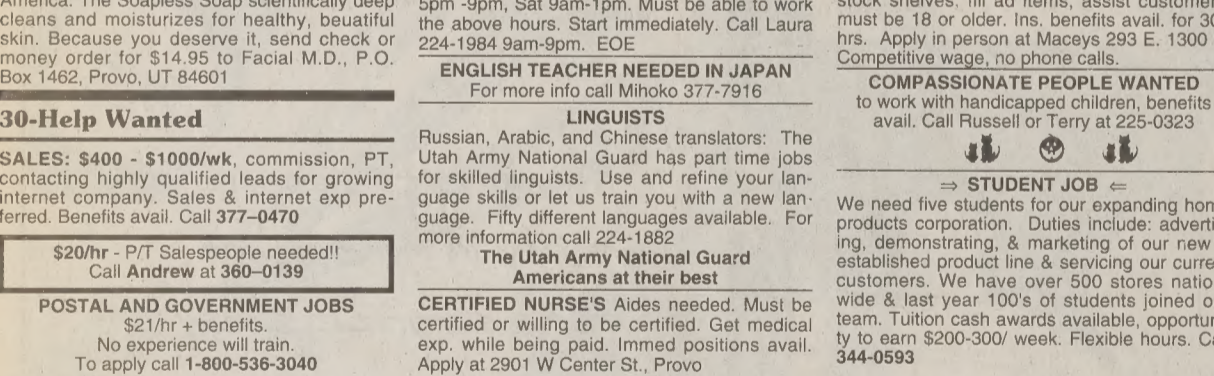 America. The Soapless Soap scientifically deep
cleans and moisturizes for healthy, beuatiful
skin. Because you deserve it, send check or
money order for $14.95 to Facial M.D., P.O.
Box 1462, Provo, UT 84601
30-Help Wanted
SALES: $400 - $1000/wk, commission, PT,
contacting highly qualified leads for growing
internet company. Sales & internet exp pre-
ferred. Benefits avail. Call 377–0470
$20/hr - P/T Salespeople needed!!
Call Andrew at 360–0139
POSTAL AND GOVERNMENT JOBS
$21/hr + benefits.
No experience will train.
To apply call 1-800-536-3040
5pm -9pm, Sat 9am-1pm. Must be able to work
the above hours. Start immediately. Call Laura
224-1984 9am-9pm. EOE
ENGLISH TEACHER NEEDED IN JAPAN
For more info call Mihoko 377-7916
LINGUISTS
Russian, Arabic, and Chinese translators: The
Utah Army National Guard has part time jobs
for skilled linguists. Use and refine your lan-
guage skills or let us train you with a new lan-
guage. Fifty different languages available. For
more information call 224-1882
The Utah Army National Guard
Americans at their best
CERTIFIED NURSE'S Aides needed. Must be
certified or willing to be certified. Get medical
exp. while being paid. Immed positions avail.
Apply at 2901 W Center St., Provo
stock shelves, fill ad items, assist
must be 18 or older. Ins. benefits avail. for
hrs. Apply in person at Maceys 293 E. 1300
Competitive wage, no phone calls.
COMPASSIONATE PEOPLE WANTED
to work with handicapped children, benefits
avail. Call Russell or Terry at 225-0323
⇒ STUDENT JOB ⇐
We need five students for our expanding
products corporation. Duties include:
ing, demonstrating, & marketing of our new
established product line & servicing our
customers. We have over 500 stores
wide & last year 100's of students joined
team. Tuition cash awards available,
ty to earn $200-300/ week. Flexible hours.
344-0593